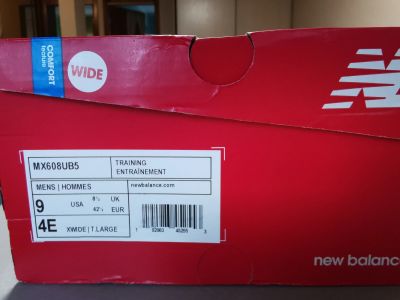 COMFORT
feature
WIDE
MX608UB5
TRAINING
ENTRAÎNEMENT
MENS | HOMMES
newbalance.com
9 USA 8½ UK
42½ EUR
4E XWIDE | T.LARGE
new balance